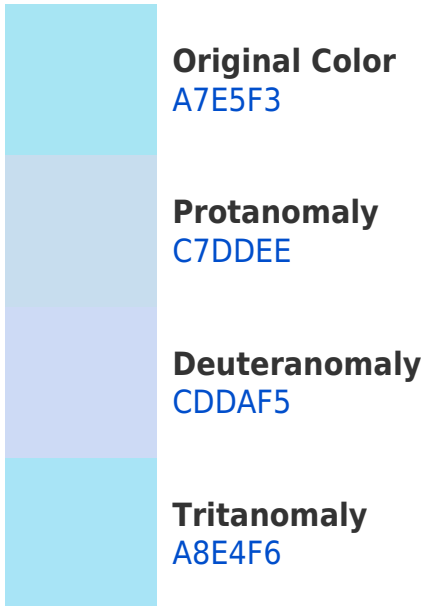 Original Color
A7E5F3
Protanomaly
C7DDEE
Deuteranomaly
CDDAF5
Tritanomaly
A8E4F6